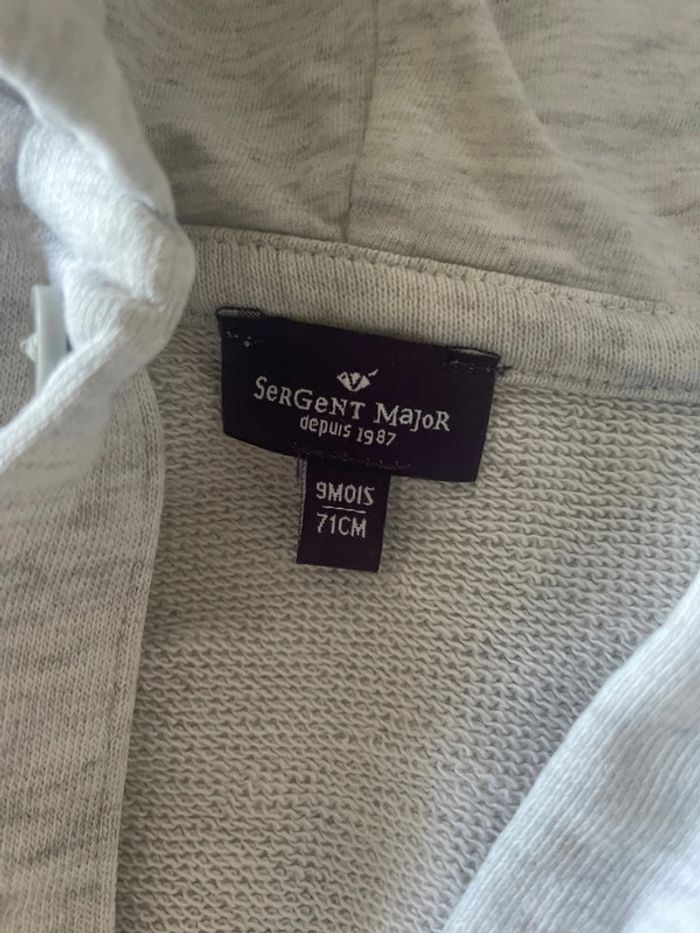 SerGent Major
depuis 1987
9MOIS
71CM